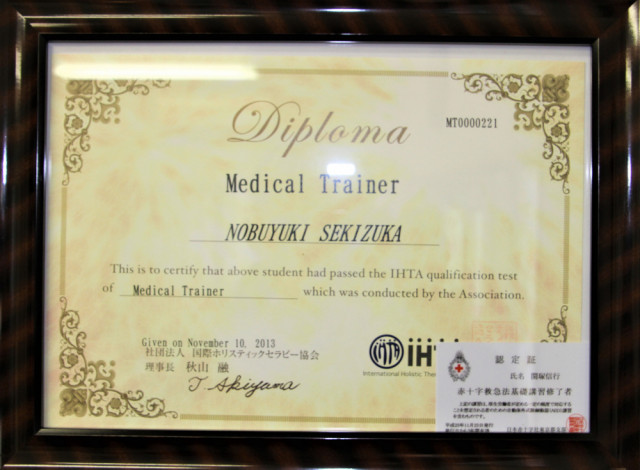 Diploma
MT0000221
Medical Trainer
NOBUYUKI SEKIZUKA
This is to certify that above student had passed the IHTA qualification test
of Medical Trainer which was conducted by the Association.
Given on November 10, 2013
社団法人 国際ホリスティックセラピー協会
理事長 秋山 融
T. Akiyama
iHT
International Holistic, The
認定証
氏名 関塚信行
赤十字救急法基礎講習修了者